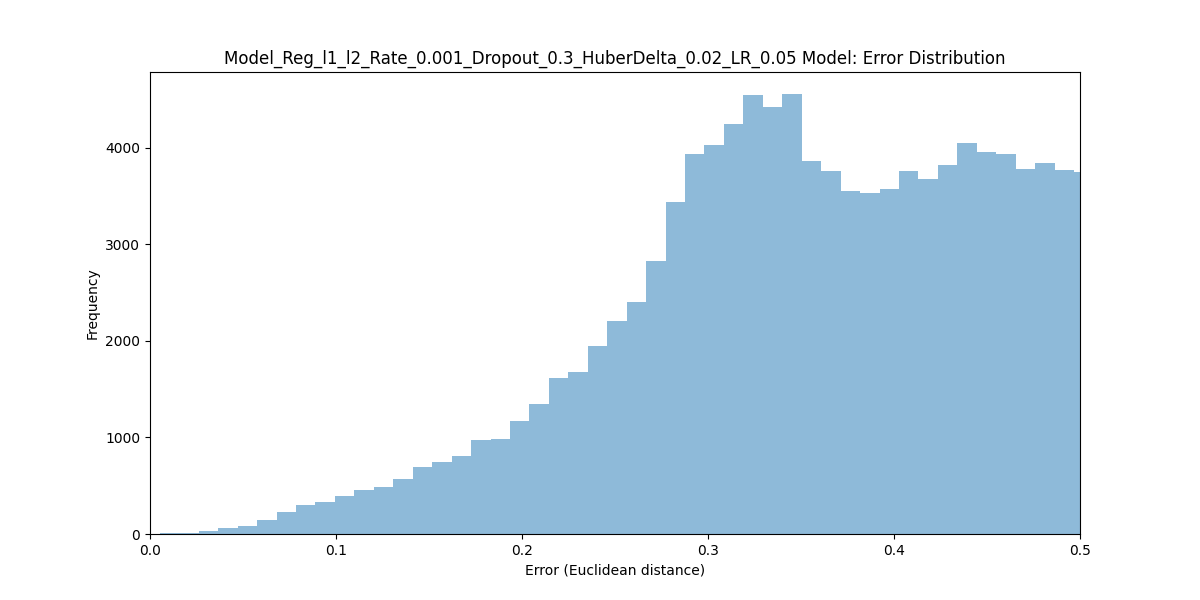 Model_Reg_l1_l2_Rate_0.001_Dropout_0.3_HuberDelta_0.02_LR_0.05 Model: Error Distribution
Frequency
4000
3000
2000
1000
0
0.0 0.1 0.2 0.3 0.4 0.5
Error (Euclidean distance)